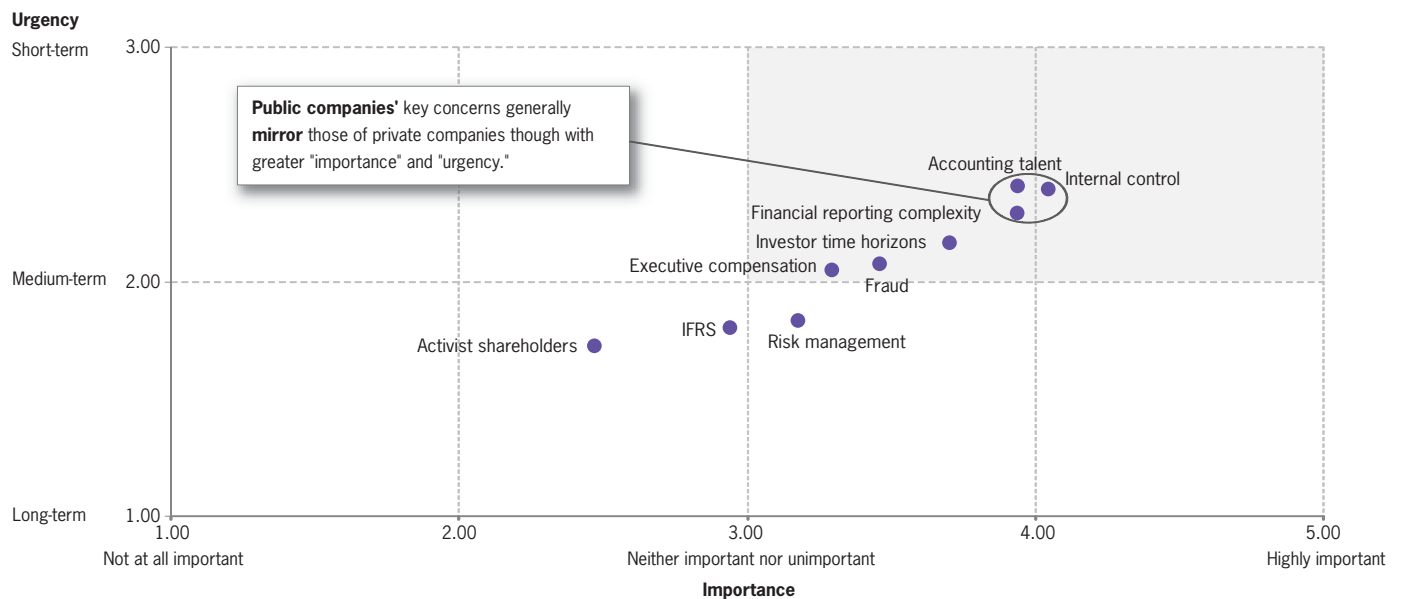 Urgency
Short-term 3.00
Public companies' key concerns generally
mirror those of private companies though with
greater "importance" and "urgency."
Accounting talent
Internal control
Financial reporting complexity
Investor time horizons
Executive compensation
Fraud
Medium-term 2.00
IFRS
Risk management
Activist shareholders
Long-term 1.00
1.00 2.00 3.00 4.00 5.00
Not at all important Neither important nor unimportant Highly important
Importance